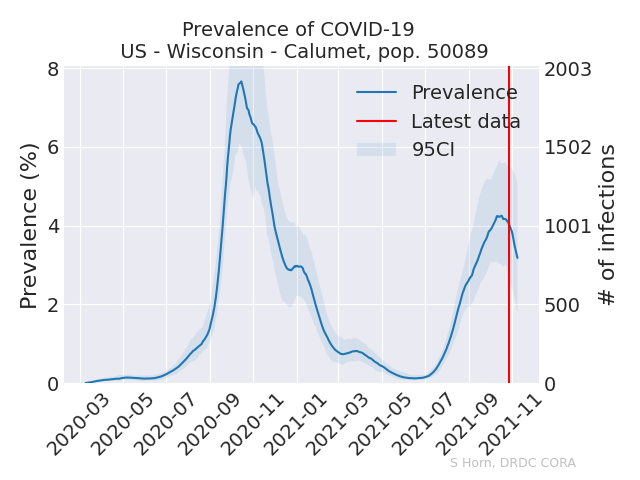 Prevalence of COVID-19
US - Wisconsin - Calumet, pop. 50089
Prevalence (%)
8
6
4
2
0
Prevalence
Latest data
95CI
2003
1502
1001
500
0
# of infections
2020-03
2020-05
2020-07
2020-09
2020-11
2021-01
2021-03
2021-05
2021-07
2021-09
2021-11
S Horn, DRDC CORA